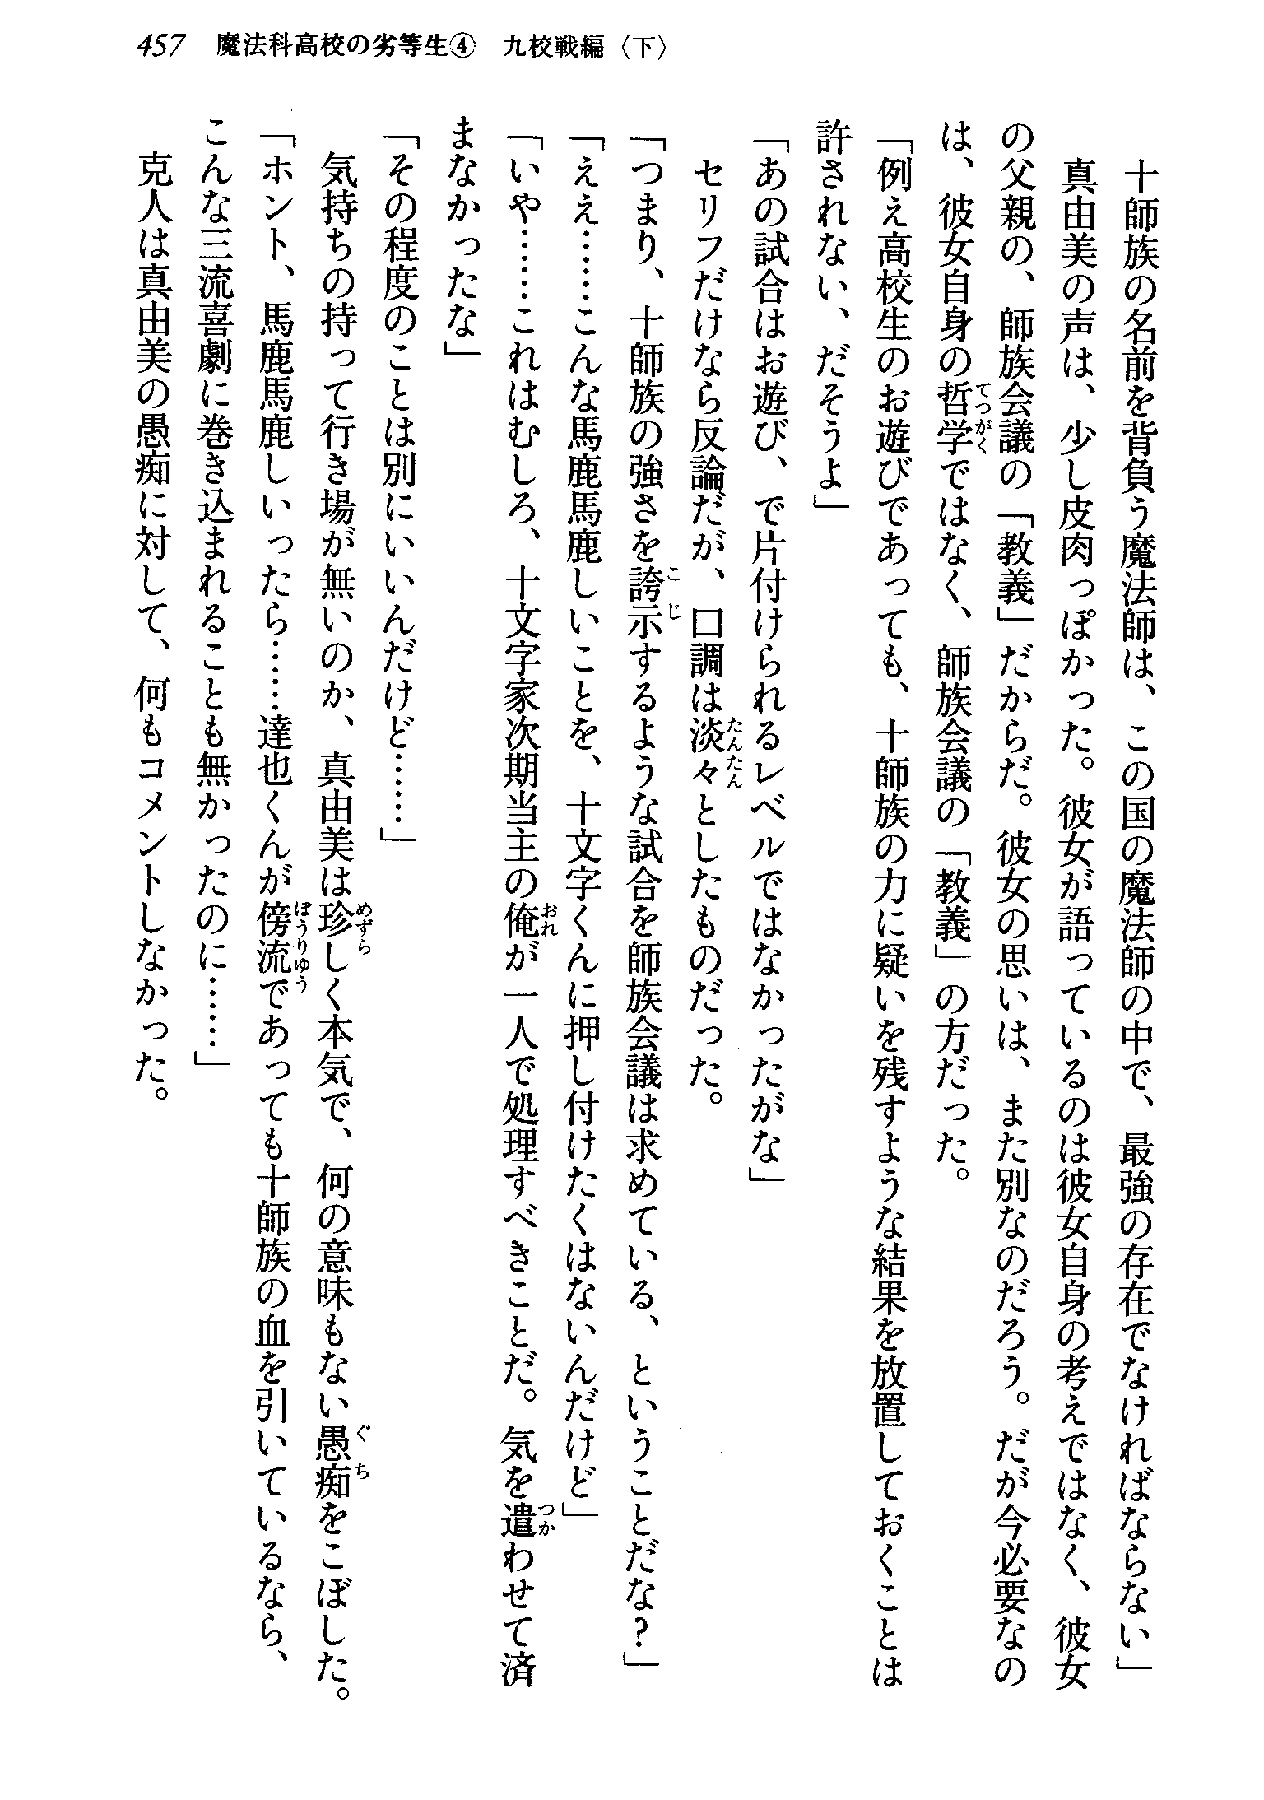 457 魔法科高校の劣等生④ 九校戦編〈下〉
十師族の名前を背負う魔法師は、この国の魔法師の中で、最強の存在でなければならない」
真由美の声は、少し皮肉っぽかった。彼女が語っているのは彼女自身の考えではなく、彼女
の父親の、師族会議の「教義」だからだ。彼女の思いは、また別なのだろう。だが今必要なの
は、彼女自身の哲学ではなく、師族会議の「教義」の方だった。
「例え高校生のお遊びであっても、十師族の力に疑いを残すような結果を放置しておくことは
許されない、だそうよ」
「あの試合はお遊び、で片付けられるレベルではなかったがな」
セリフだけなら反論だが、口調は淡々としたものだった。
「つまり、十師族の強さを誇示するような試合を師族会議は求めている、ということだな？」
「ええ……こんな馬鹿馬鹿しいことを、十文字くんに押し付けたくはないんだけど」
「いや……これはむしろ、十文字家次期当主の俺が一人で処理すべきことだ。気を遣わせて済
まなかったな」
「その程度のことは別にいいんだけど……」
気持ちの持って行き場が無いのか、真由美は珍しく本気で、何の意味もない愚痴をこぼした。
「ホント、馬鹿馬鹿しいったら……達也くんが傍流であっても十師族の血を引いているなら、
こんな三流喜劇に巻き込まれることも無かったのに……」
克人は真由美の愚痴に対して、何もコメントしなかった。